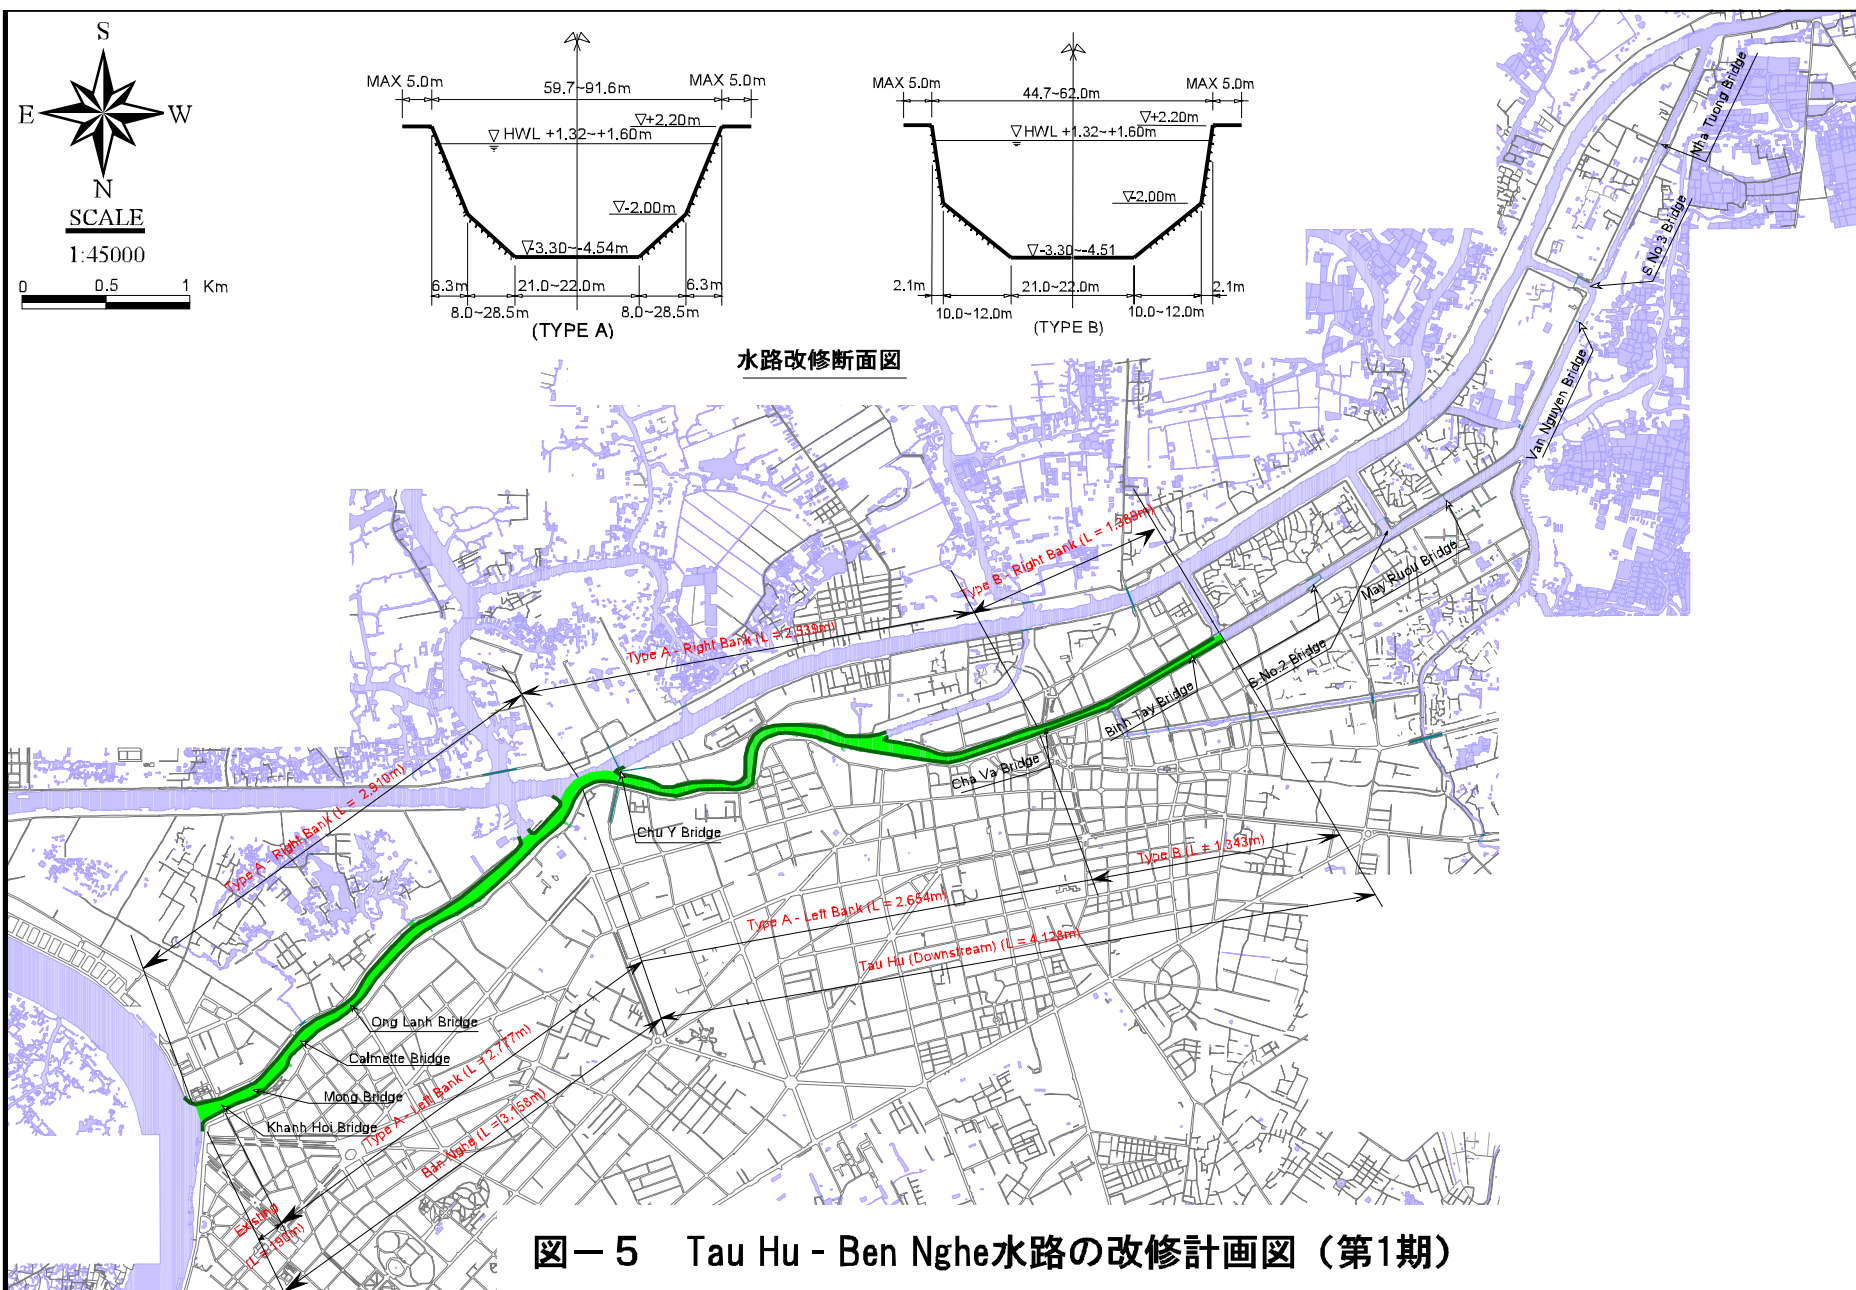 S
E
W
N
SCALE
1:45000
0 0.5 1 Km
MAX 5.0m
59.7~91.6m
MAX 5.0m
▽+2.20m
▽ HWL +1.32~+1.60m
▽-2.00m
▽-3.30~-4.54m
6.3m
21.0~22.0m
6.3m
8.0~28.5m
8.0~28.5m
(TYPE A)
MAX 5.0m
44.7~62.0m
MAX 5.0m
▽+2.20m
▽HWL +1.32~+1.60m
▽-2.00m
▽-3.30~-4.51
2.1m
21.0~22.0m
2.1m
10.0~12.0m
10.0~12.0m
(TYPE B)
水路改修断面図
Nha Tuong Bridge
S.No 3 Bridge
Van Nguyen Bridge
May Ruou Bridge
S.No.2 Bridge
Binh Tay Bridge
Cha Va Bridge
Chu Y Bridge
Ong Lanh Bridge
Calmette Bridge
Mong Bridge
Khanh Hoi Bridge
Type B - Right Bank (L = 1.389m)
Type A - Right Bank (L = 2.539m)
Type A - Right Bank (L = 2.910m)
Type B (L = 1.343m)
Type A - Left Bank (L = 2.654m)
Tau Hu (Downstream) (L = 4.128m)
Type A - Left Bank (L = 2.777m)
Ban Nghe (L = 3.158m)
Existing
(L = 190m)
図－５ Tau Hu - Ben Nghe水路の改修計画図（第1期）